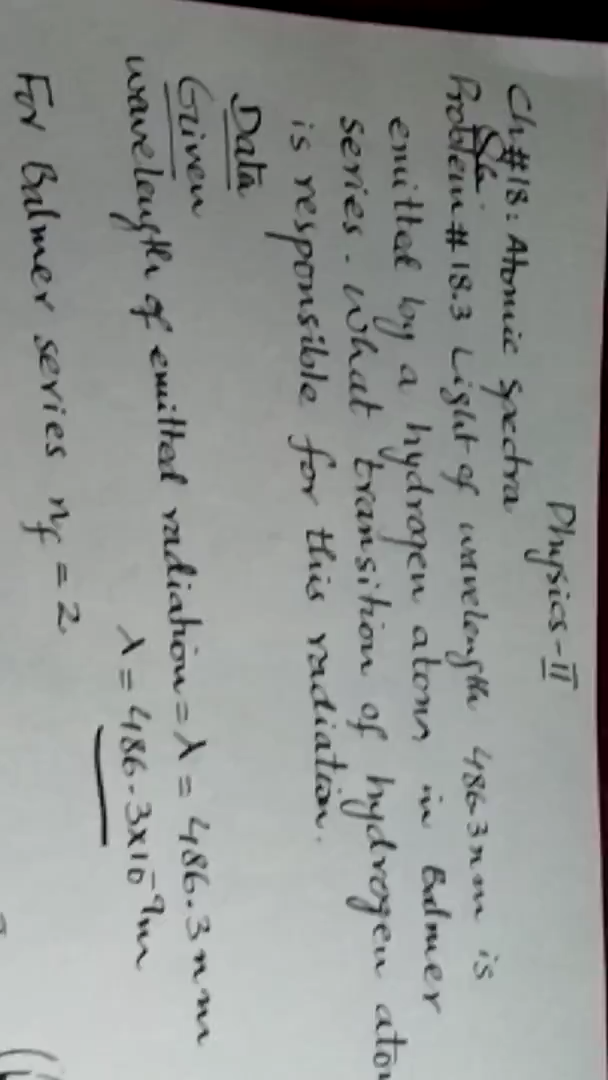 Physics-II
Ch#18: Atomic Spectra
Problem# 18.3 Light of wavelength 486.3nm is
emitted by a hydrogen atom in Balmer
series. What transition of hydrogen atom
is responsible for this radiation.
Data
Given
wavelength of emitted radiation = λ = 486.3nm
λ = 486.3x10⁻⁹m
For Balmer series nf = 2